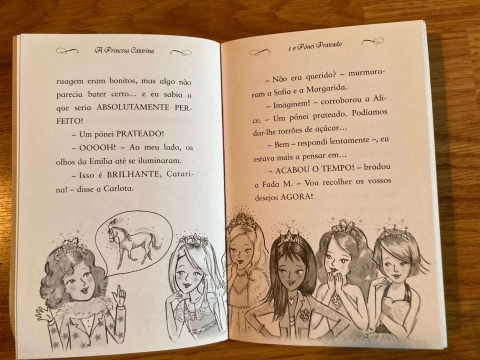 A Princesa Catarina
ruagem eram bonitos, mas algo não
parecia bater certo... e eu sabia o
que seria ABSOLUTAMENTE PER-
FEITO!
– Um pónei PRATEADO!
– OOOOH! – Ao meu lado, os
olhos da Emília até se iluminaram.
– Isso é BRILHANTE, Catari-
na! – disse a Carlota.
e o Pónei Prateado
– Não era querido? – murmura-
ram a Sofia e a Margarida.
– Imaginem! – corroborou a Ali-
ce. – Um pónei prateado. Podíamos
dar-lhe torrões de açúcar...
– Bem – respondi lentamente –, eu
estava mais a pensar em...
– ACABOU O TEMPO! – bradou
a Fada M. – Vou recolher os vossos
desejos AGORA!